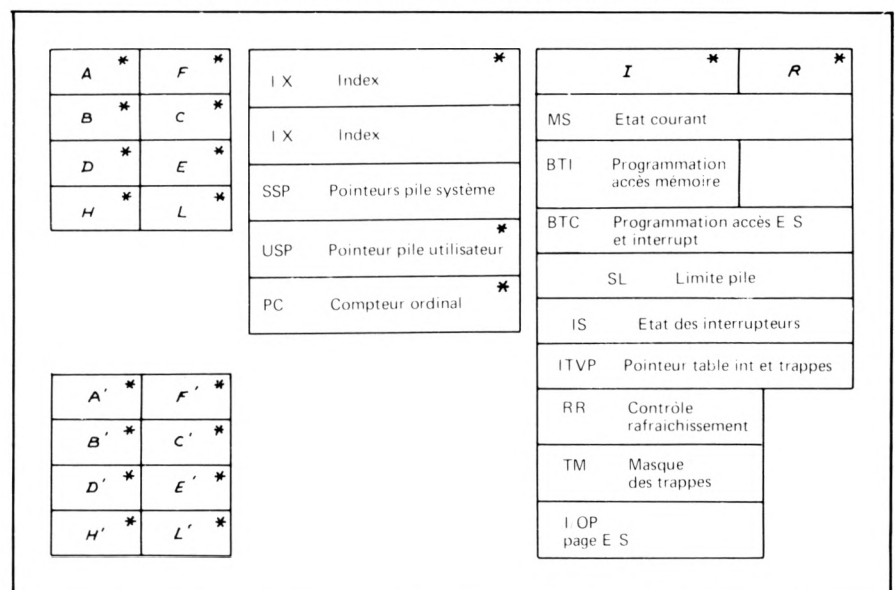 A * F *
B * C *
D * E *
H * L *
IX Index *
IX Index
SSP Pointeurs pile système
USP Pointeur pile utilisateur *
PC Compteur ordinal *
I * R *
MS Etat courant
BTI Programmation
accès mémoire
BTC Programmation accès E S
et interrupt
SL Limite pile
IS Etat des interrupteurs
ITVP Pointeur table int et trappes
RR Contrôle
rafraichissement
TM Masque
des trappes
I OP
page E S
A' * F' *
B' * C' *
D' * E' *
H' * L' *